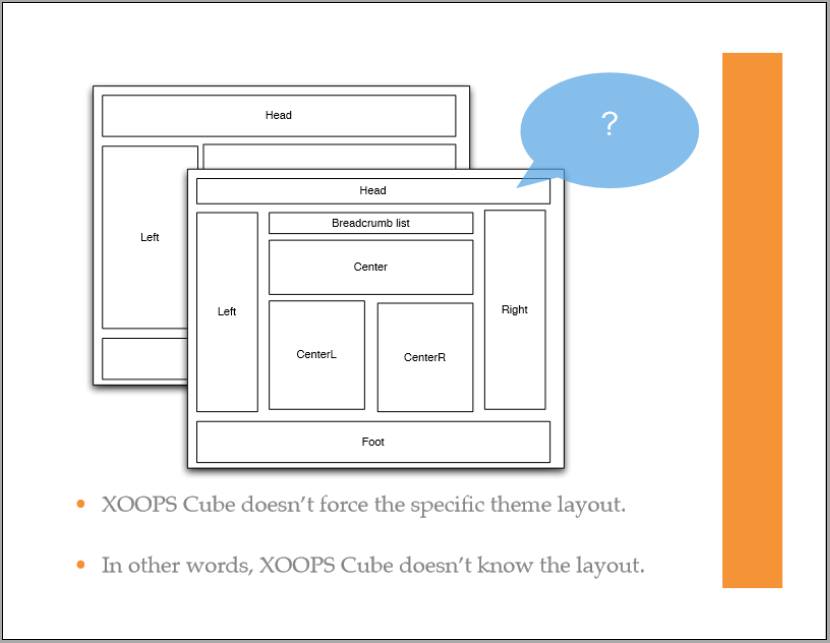 Head
Left
?
Head
Breadcrumb list
Center
Left
Right
CenterL
CenterR
Foot
• XOOPS Cube doesn’t force the specific theme layout.
• In other words, XOOPS Cube doesn’t know the layout.